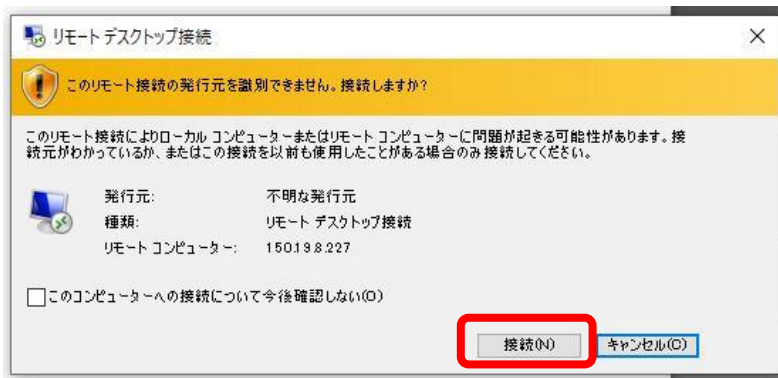 リモート デスクトップ接続
このリモート接続の発行元を識別できません。接続しますか?
このリモート接続によりローカル コンピューターまたはリモート コンピューターに問題が起きる可能性があります。接
続元がわかっているか、またはこの接続を以前も使用したことがある場合のみ接続してください。
発行元: 不明な発行元
種類: リモート デスクトップ接続
リモート コンピューター: 150.19.8.227
このコンピューターへの接続について今後確認しない(O)
接続(N) キャンセル(C)